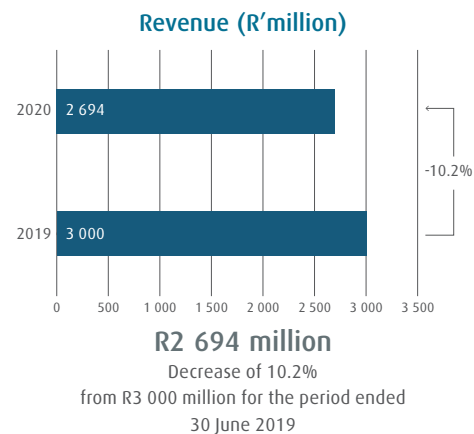 Revenue (R’million)
2020
2 694
-10.2%
2019
3 000
0 500 1 000 1 500 2 000 2 500 3 000 3 500
R2 694 million
Decrease of 10.2%
from R3 000 million for the period ended
30 June 2019